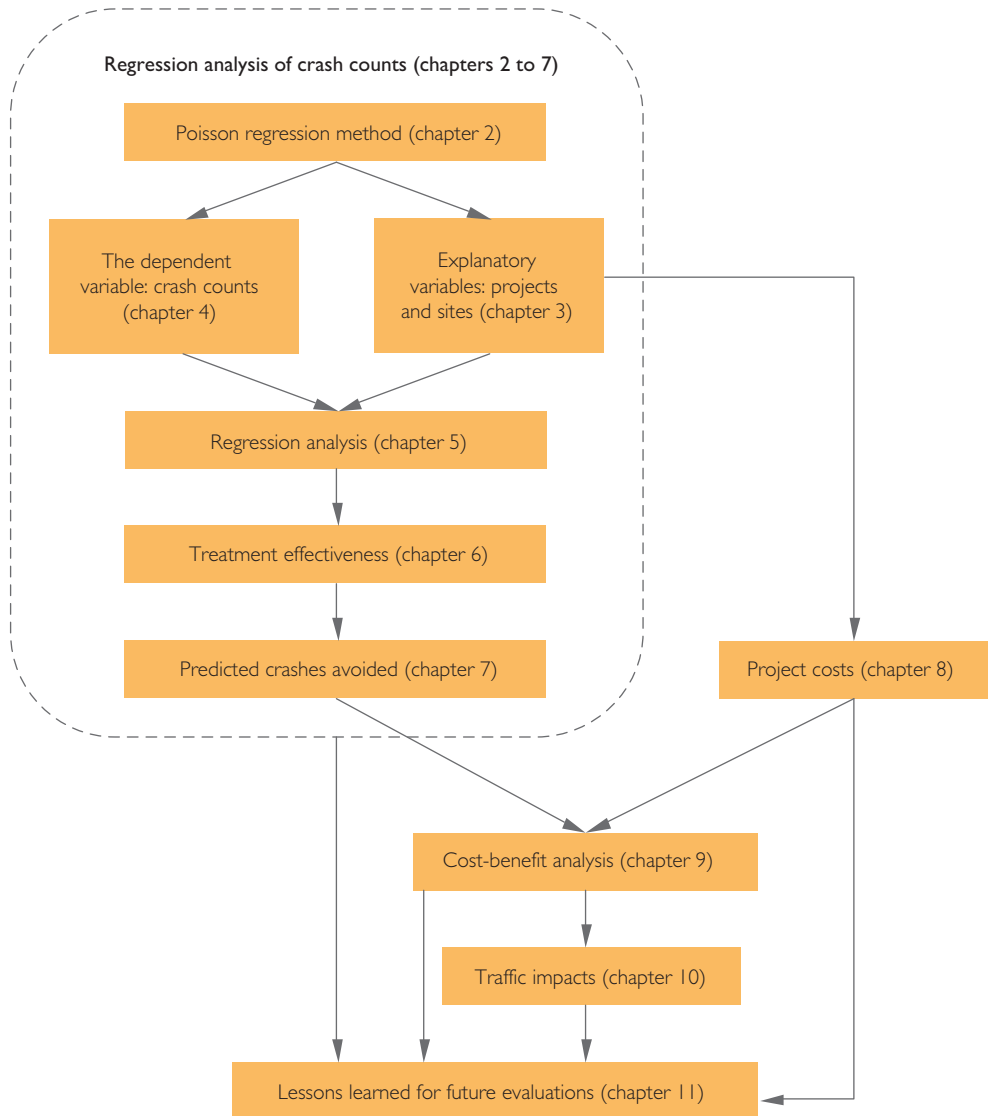 Regression analysis of crash counts (chapters 2 to 7)
Poisson regression method (chapter 2)
The dependent
variable: crash counts
(chapter 4)
Explanatory
variables: projects
and sites (chapter 3)
Regression analysis (chapter 5)
Treatment effectiveness (chapter 6)
Predicted crashes avoided (chapter 7)
Project costs (chapter 8)
Cost-benefit analysis (chapter 9)
Traffic impacts (chapter 10)
Lessons learned for future evaluations (chapter 11)